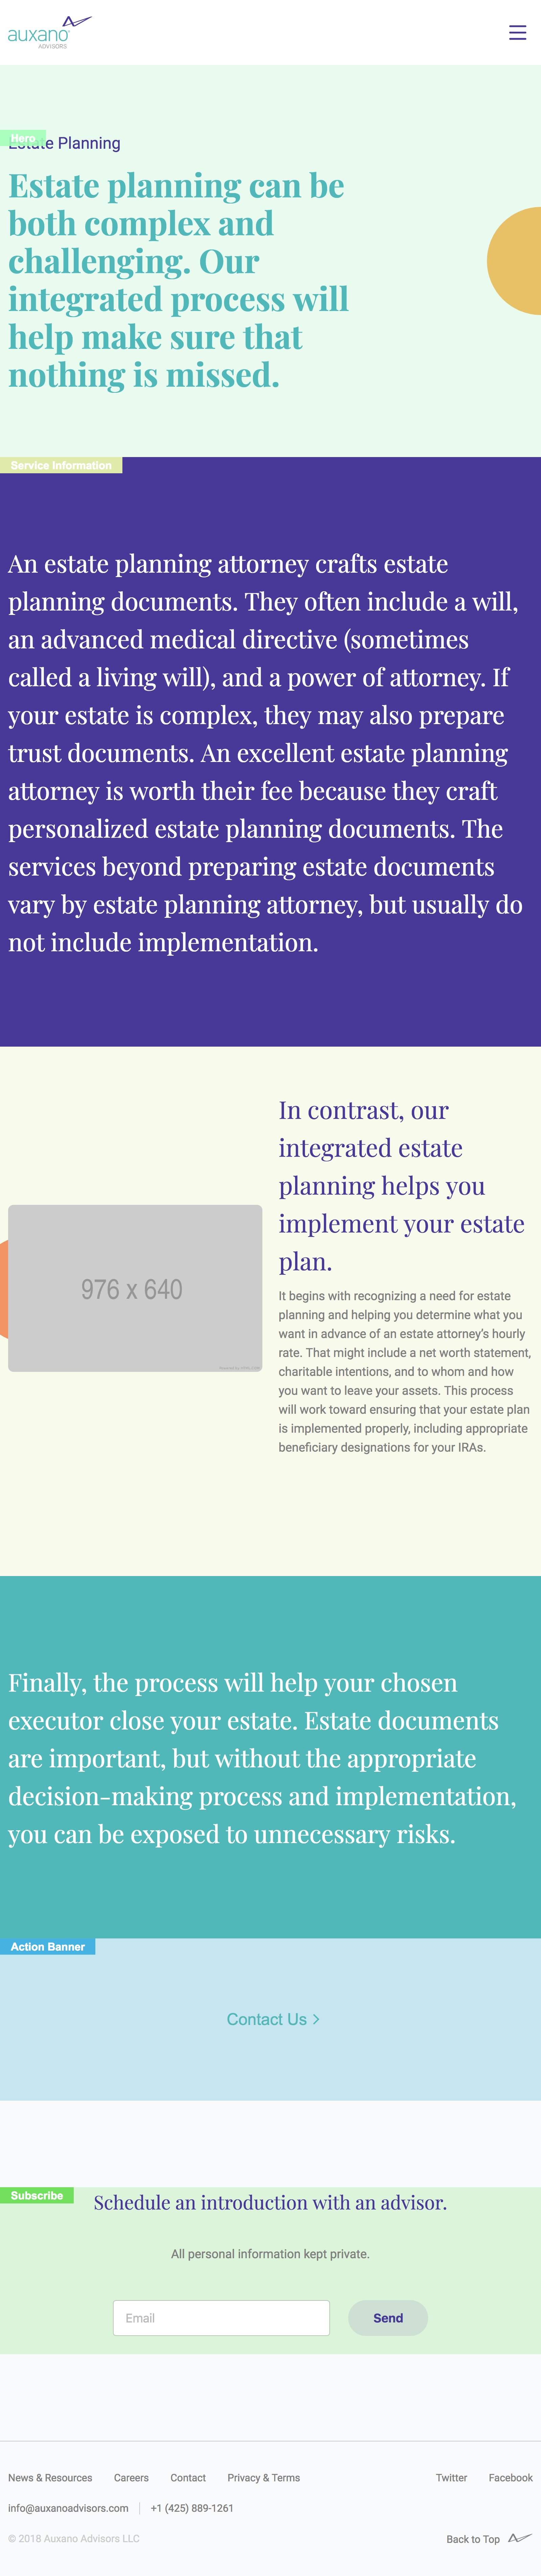 auxano
ADVISORS
Hero
Estate Planning
Estate planning can be
both complex and
challenging. Our
integrated process will
help make sure that
nothing is missed.
Service Information
An estate planning attorney crafts estate
planning documents. They often include a will,
an advanced medical directive (sometimes
called a living will), and a power of attorney. If
your estate is complex, they may also prepare
trust documents. An excellent estate planning
attorney is worth their fee because they craft
personalized estate planning documents. The
services beyond preparing estate documents
vary by estate planning attorney, but usually do
not include implementation.
In contrast, our
integrated estate
planning helps you
implement your estate
plan.
976 x 640
It begins with recognizing a need for estate
planning and helping you determine what you
want in advance of an estate attorney's hourly
rate. That might include a net worth statement,
charitable intentions, and to whom and how
you want to leave your assets. This process
will work toward ensuring that your estate plan
is implemented properly, including appropriate
beneficiary designations for your IRAs.
Finally, the process will help your chosen
executor close your estate. Estate documents
are important, but without the appropriate
decision-making process and implementation,
you can be exposed to unnecessary risks.
Action Banner
Contact Us
Subscribe
Schedule an introduction with an advisor.
All personal information kept private.
Email
Send
News & Resources Careers Contact Privacy & Terms Twitter Facebook
info@auxanoadvisors.com +1 (425) 889-1261
© 2018 Auxano Advisors LLC Back to Top